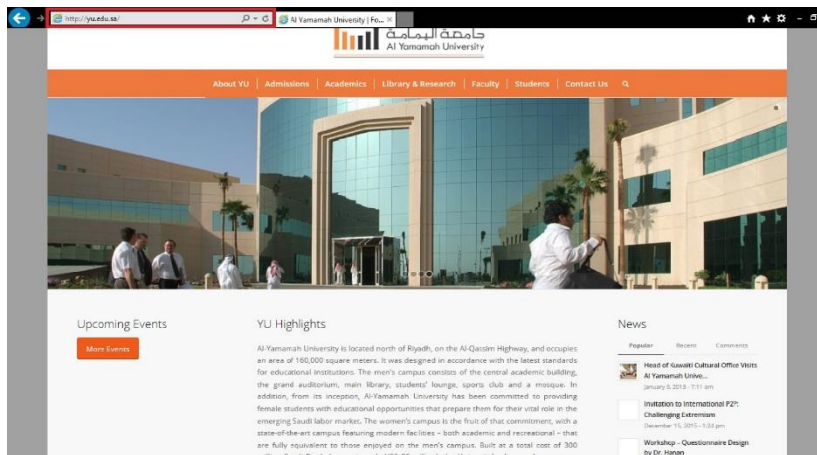 http://yu.edu.sa/
Al Yamamah University | Fo...
جامعة اليمامة
Al Yamamah University
About YU | Admissions | Academics | Library & Research | Faculty | Students | Contact Us
Upcoming Events
More Events
YU Highlights
Al-Yamamah University is located north of Riyadh, on the Al-Qassim Highway, and occupies
an area of 160,000 square meters. It was designed in accordance with the latest standards
for educational institutions. The men's campus consists of the central academic building,
the grand auditorium, main library, students' lounge, sports club and a mosque. In
addition, from its inception, Al-Yamamah University has been committed to providing
female students with educational opportunities that prepare them for their vital role in the
emerging Saudi labor market. The women's campus is the fruit of that commitment, with a
state-of-the-art campus featuring modern facilities – both academic and recreational – that
are fully equivalent to those enjoyed on the men's campus. Built at a total cost of 300
News
Popular Recent Comments
Head of Kuwaiti Cultural Office Visits
Al Yamamah Unive...
January 5, 2015 - 7:11 am
Invitation to International P2P:
Challenging Extremism
December 15, 2015 - 1:34 pm
Workshop – Questionnaire Design
by Dr. Hanan